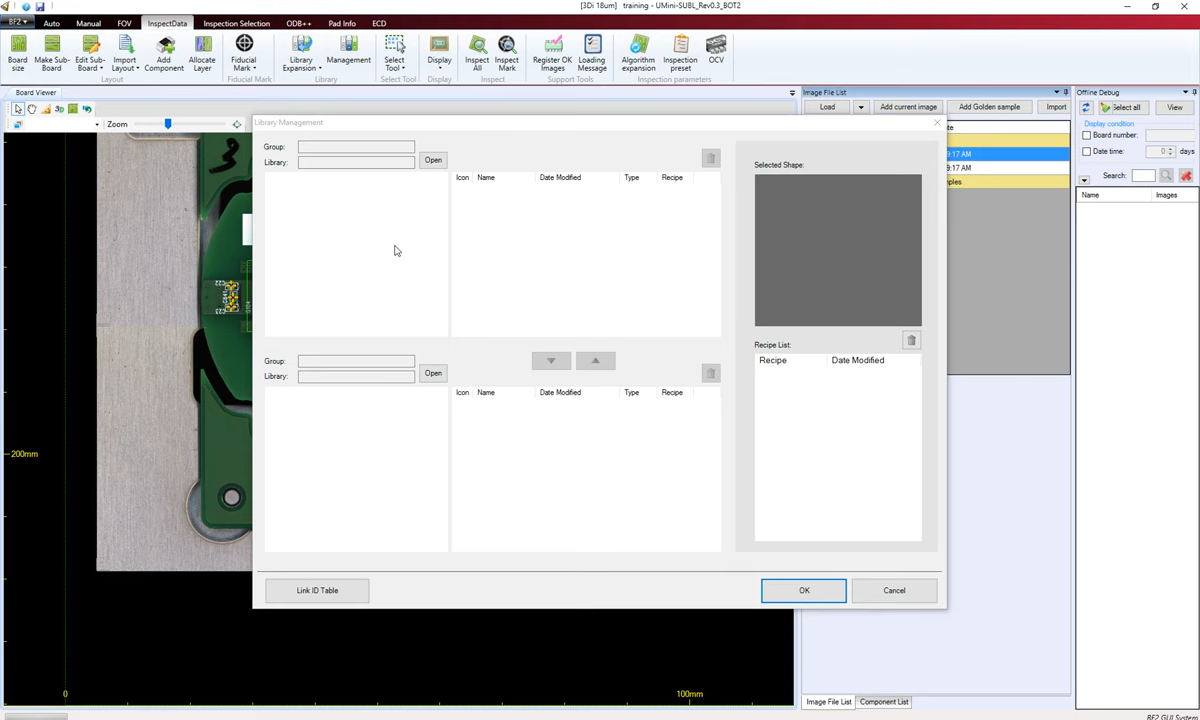 [3Di 18um] training - UMini-SUBL_Rev0.3_BOT2
BF2 Auto Manual FOV InspectData Inspection Selection ODB++ Pad Info ECD
Board size
Make Sub-Board
Edit Sub-Board
Import Layout
Add Component
Allocate Layer
Fiducial Mark
Library Expansion
Management
Select Tool
Display
Inspect All
Inspect Mark
Register OK Images
Loading Message
Algorithm expansion
Inspection preset
OCV
Layout Fiducial Mark Library Select Tool Display Inspect Support Tools Inspection parameters
Board Viewer
Zoom
200mm
0
100mm
Library Management
Group:
Library:
Open
Icon Name Date Modified Type Recipe
Group:
Library:
Open
Icon Name Date Modified Type Recipe
Selected Shape:
Recipe List:
Recipe Date Modified
Link ID Table
OK
Cancel
Image File List
Load Add current image Add Golden sample Import
te
9:17 AM
9:17 AM
ples
Image File List Component List
Offline Debug
Select all View
Display condition
Board number:
Date time: 0 days
Search:
Name Images
BF2 GUI System